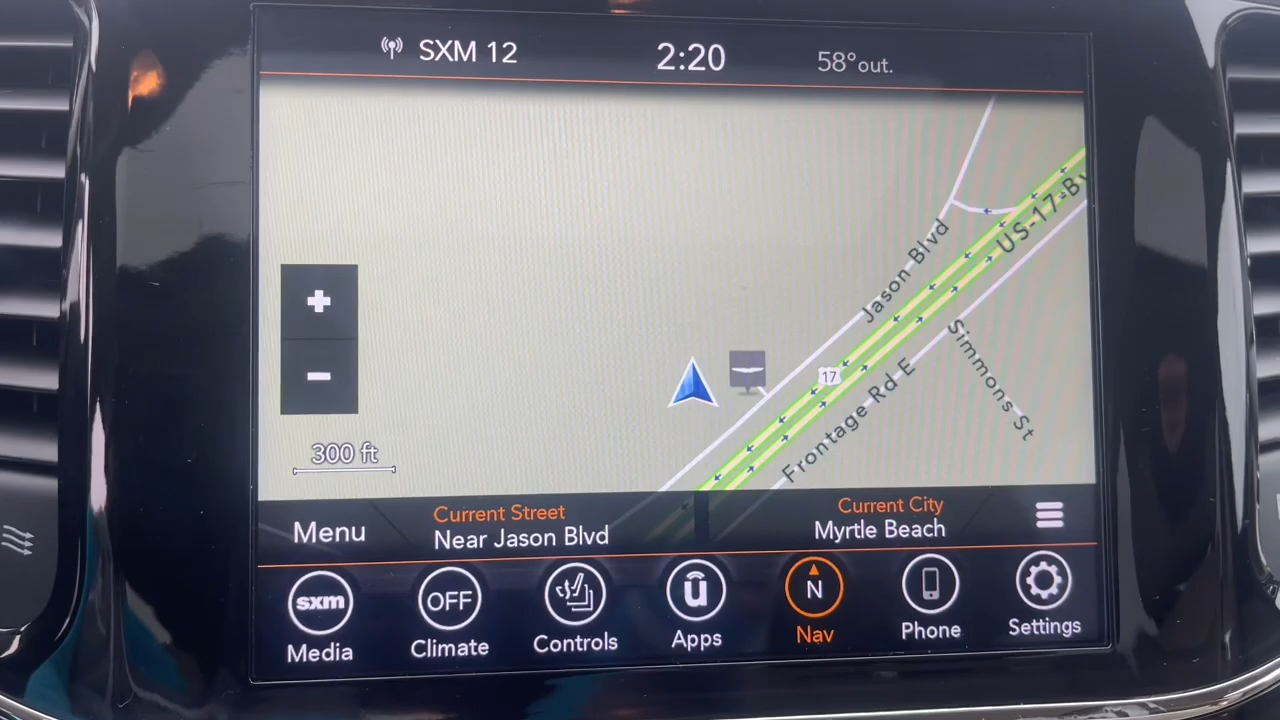 SXM 12
2:20
58°out.
US-17-By
Jason Blvd
17
Simmons St
Frontage Rd E
300 ft
Menu
Current Street
Near Jason Blvd
Current City
Myrtle Beach
sxm
OFF
ū
N
Media
Climate
Controls
Apps
Nav
Phone
Settings